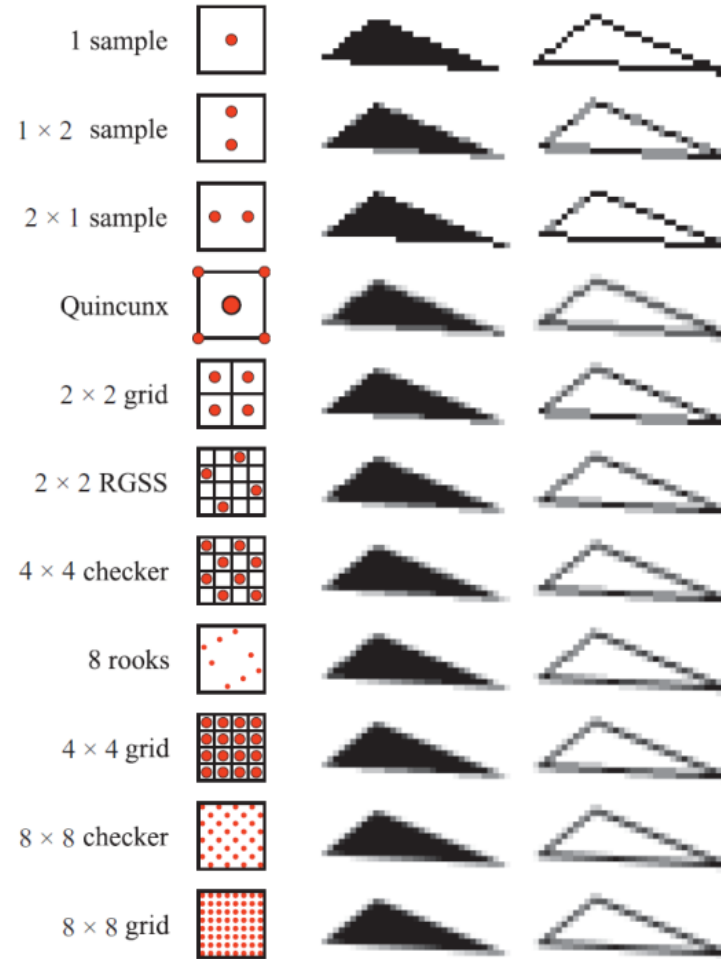 1 sample
1 × 2 sample
2 × 1 sample
Quincunx
2 × 2 grid
2 × 2 RGSS
4 × 4 checker
8 rooks
4 × 4 grid
8 × 8 checker
8 × 8 grid